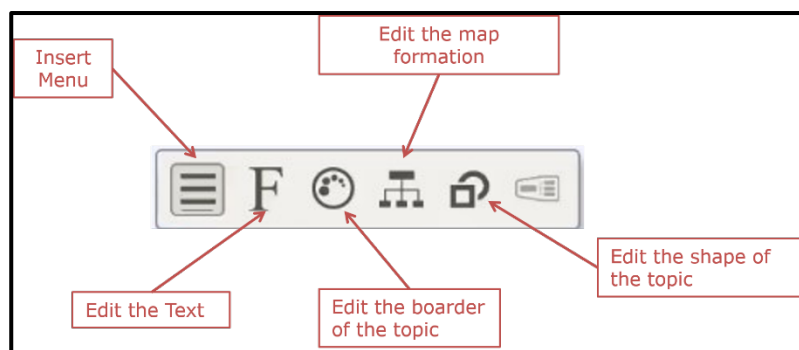 Insert
Menu
Edit the map
formation
F
Edit the Text
Edit the boarder
of the topic
Edit the shape of
the topic